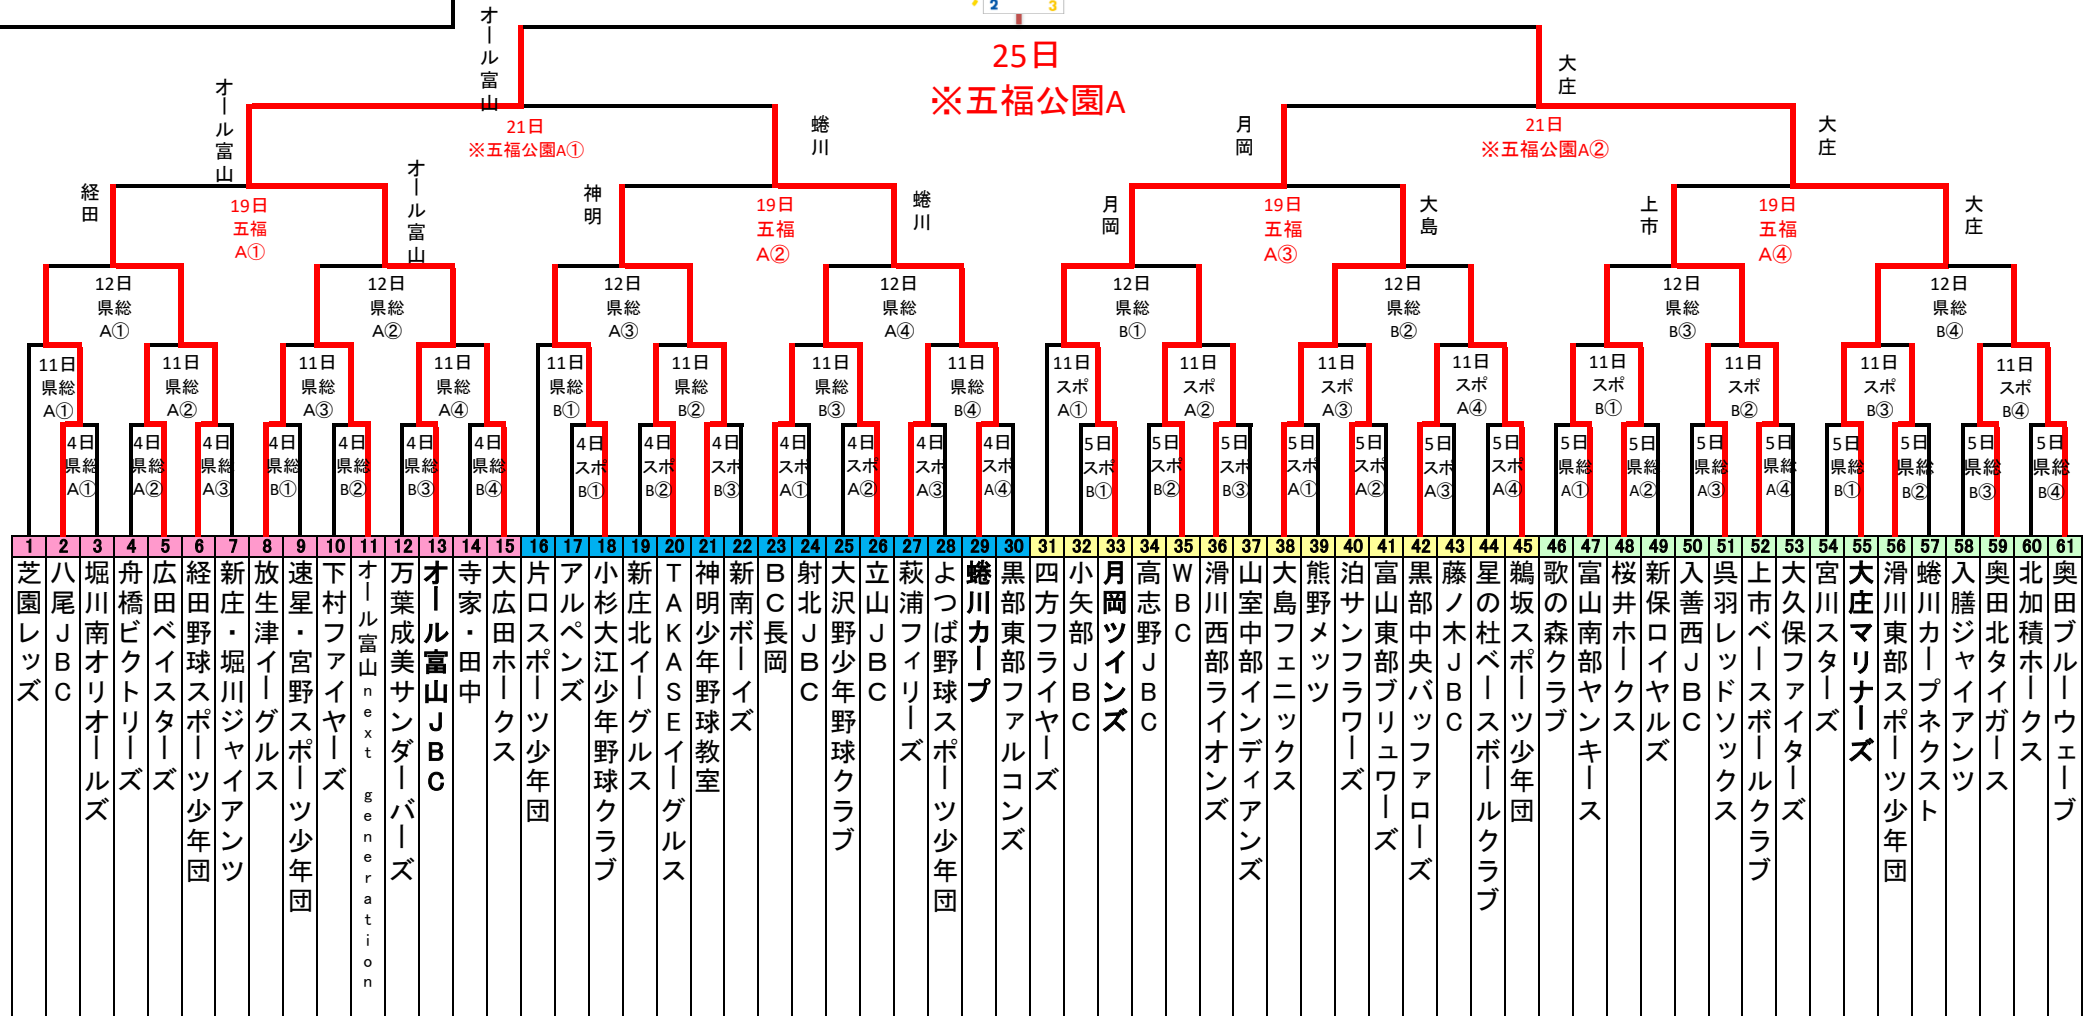 2 3
25日
※五福公園A
オール富山
大庄
オール富山
蜷川
月岡
大庄
21日
※五福公園A①
21日
※五福公園A②
経田
オール富山
神明
蜷川
月岡
大島
上市
大庄
19日
五福
A①
19日
五福
A②
19日
五福
A③
19日
五福
A④
12日
県総
A①
12日
県総
A②
12日
県総
A③
12日
県総
A④
12日
県総
B①
12日
県総
B②
12日
県総
B③
12日
県総
B④
11日
県総
A①
11日
県総
A②
11日
県総
A③
11日
県総
A④
11日
県総
B①
11日
県総
B②
11日
県総
B③
11日
県総
B④
11日
スポ
A①
11日
スポ
A②
11日
スポ
A③
11日
スポ
A④
11日
スポ
B①
11日
スポ
B②
11日
スポ
B③
11日
スポ
B④
4日
県総
A①
4日
県総
A②
4日
県総
A③
4日
県総
B①
4日
県総
B②
4日
県総
B③
4日
県総
B④
4日
スポ
B①
4日
スポ
B②
4日
スポ
B③
4日
スポ
A①
4日
スポ
A②
4日
スポ
A③
4日
スポ
A④
5日
スポ
B①
5日
スポ
B②
5日
スポ
B③
5日
スポ
A①
5日
スポ
A②
5日
スポ
A③
5日
スポ
A④
5日
県総
A①
5日
県総
A②
5日
県総
A③
5日
県総
A④
5日
県総
B①
5日
県総
B②
5日
県総
B③
5日
県総
B④
1 芝園レッズ
2 八尾JBC
3 堀川南オリオールズ
4 舟橋ビクトリーズ
5 広田ベイスターズ
6 経田野球スポーツ少年団
7 新庄・堀川ジャイアンツ
8 放生津イーグルス
9 速星・宮野スポーツ少年団
10 下村ファイヤーズ
11 オール富山next generation
12 万葉成美サンダーバーズ
13 オール富山JBC
14 寺家・田中
15 大広田ホークス
16 片口スポーツ少年団
17 アルペンズ
18 小杉大江少年野球クラブ
19 新庄北イーグルス
20 TAKASEイーグルス
21 神明少年野球教室
22 新南ボーイズ
23 BC長岡
24 射北JBC
25 大沢野少年野球クラブ
26 立山JBC
27 萩浦フィリーズ
28 よつば野球スポーツ少年団
29 蜷川カープ
30 黒部東部ファルコンズ
31 四方フライヤーズ
32 小矢部JBC
33 月岡ツインズ
34 高志野JBC
35 WBC
36 滑川西部ライオンズ
37 山室中部インディアンズ
38 大島フェニックス
39 熊野メッツ
40 泊サンフラワーズ
41 富山東部ブリュワーズ
42 黒部中央バッファローズ
43 藤ノ木JBC
44 星の杜ベースボールクラブ
45 鵜坂スポーツ少年団
46 歌の森クラブ
47 富山南部ヤンキース
48 桜井ホークス
49 新保ロイヤルズ
50 入善西JBC
51 呉羽レッドソックス
52 上市ベースボールクラブ
53 大久保ファイターズ
54 宮川スターズ
55 大庄マリナーズ
56 滑川東部スポーツ少年団
57 蜷川カープネクスト
58 入膳ジャイアンツ
59 奥田北タイガース
60 北加積ホークス
61 奥田ブルーウェーブ